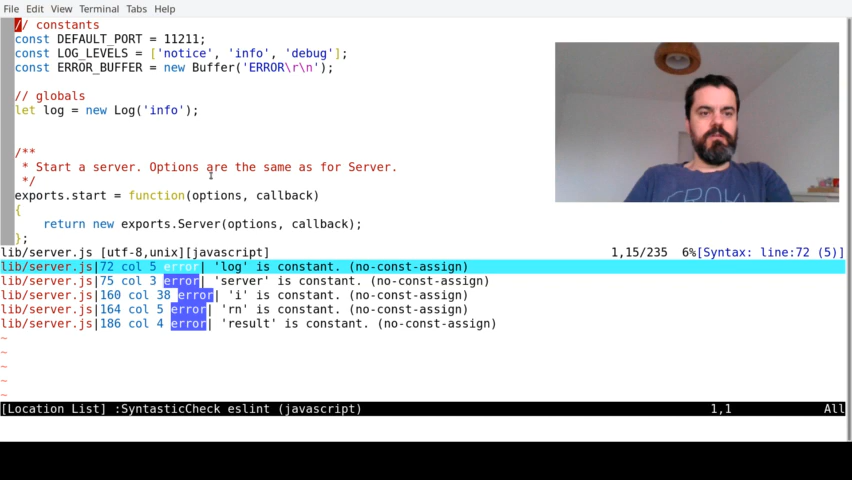 File Edit View Terminal Tabs Help
// constants
const DEFAULT_PORT = 11211;
const LOG_LEVELS = ['notice', 'info', 'debug'];
const ERROR_BUFFER = new Buffer('ERROR\r\n');
// globals
let log = new Log('info');
/**
 * Start a server. Options are the same as for Server.
 */
exports.start = function(options, callback)
{
    return new exports.Server(options, callback);
};
lib/server.js [utf-8,unix][javascript] 1,15/235 6%[Syntax: line:72 (5)]
lib/server.js|72 col 5 error| 'log' is constant. (no-const-assign)
lib/server.js|75 col 3 error| 'server' is constant. (no-const-assign)
lib/server.js|160 col 38 error| 'i' is constant. (no-const-assign)
lib/server.js|164 col 5 error| 'rn' is constant. (no-const-assign)
lib/server.js|186 col 4 error| 'result' is constant. (no-const-assign)
~
~
~
~
~
[Location List] :SyntasticCheck eslint (javascript) 1,1 All